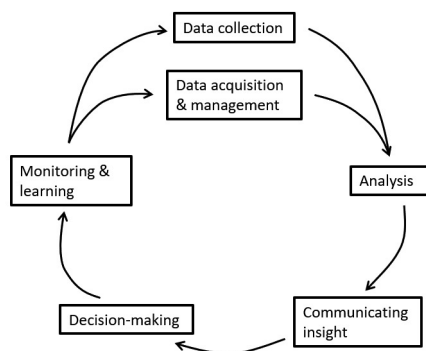 Data collection
Data acquisition
& management
Monitoring &
learning
Analysis
Communicating
insight
Decision-making